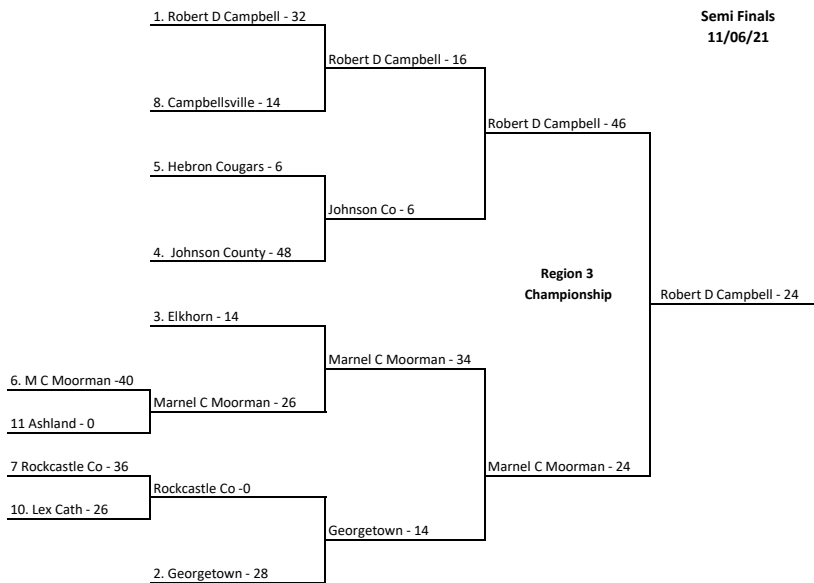 1. Robert D Campbell - 32
Semi Finals
11/06/21
Robert D Campbell - 16
8. Campbellsville - 14
Robert D Campbell - 46
5. Hebron Cougars - 6
Johnson Co - 6
4. Johnson County - 48
Region 3
Championship
Robert D Campbell - 24
3. Elkhorn - 14
Marnel C Moorman - 34
6. M C Moorman -40
Marnel C Moorman - 26
11 Ashland - 0
7 Rockcastle Co - 36
Marnel C Moorman - 24
Rockcastle Co -0
10. Lex Cath - 26
Georgetown - 14
2. Georgetown - 28